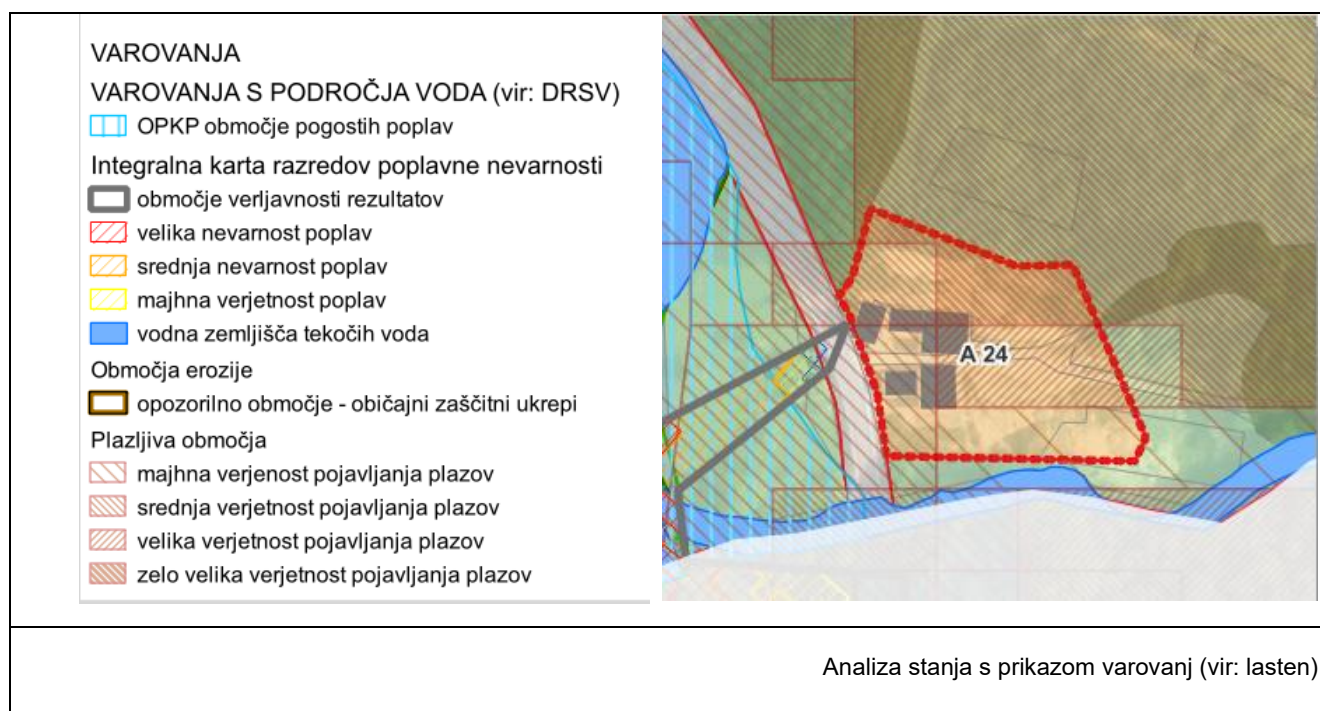 VAROVANJA
VAROVANJA S PODROČJA VODA (vir: DRSV)
OPKP območje pogostih poplav
Integralna karta razredov poplavne nevarnosti
območje verljavnosti rezultatov
velika nevarnost poplav
srednja nevarnost poplav
majhna verjetnost poplav
vodna zemljišča tekočih voda
Območja erozije
opozorilno območje - običajni zaščitni ukrepi
Plazljiva območja
majhna verjenost pojavljanja plazov
srednja verjetnost pojavljanja plazov
velika verjetnost pojavljanja plazov
zelo velika verjetnost pojavljanja plazov
A 24
Analiza stanja s prikazom varovanj (vir: lasten)